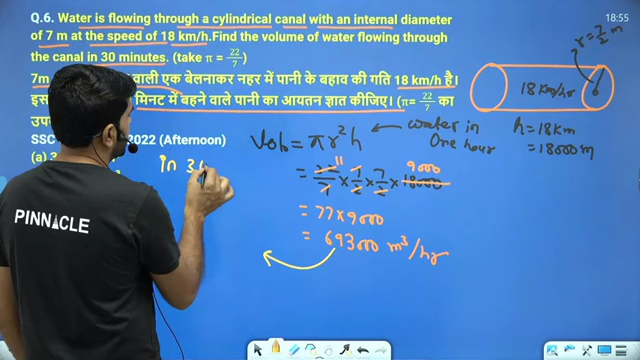 Q.6. Water is flowing through a cylindrical canal with an internal diameter
of 7 m at the speed of 18 km/h.Find the volume of water flowing through
the canal in 30 minutes. (take π = 22/7)
7m वाली एक बेलनाकर नहर में पानी के बहाव की गति 18 km/h है।
इस मिनट में बहने वाले पानी का आयतन ज्ञात कीजिए। (π= 22/7 का
उप
SSC 2022 (Afternoon)
(a) 3
r = 7/2 m
18 Km/hr
Vol = πr²h
water in
One hour
h = 18 Km
= 18000 m
= 22/7 × 7/2 × 7/2 × 18000
11
9000
= 77 × 9000
= 693000 m³/hr
in 30
PINNACLE
18:55